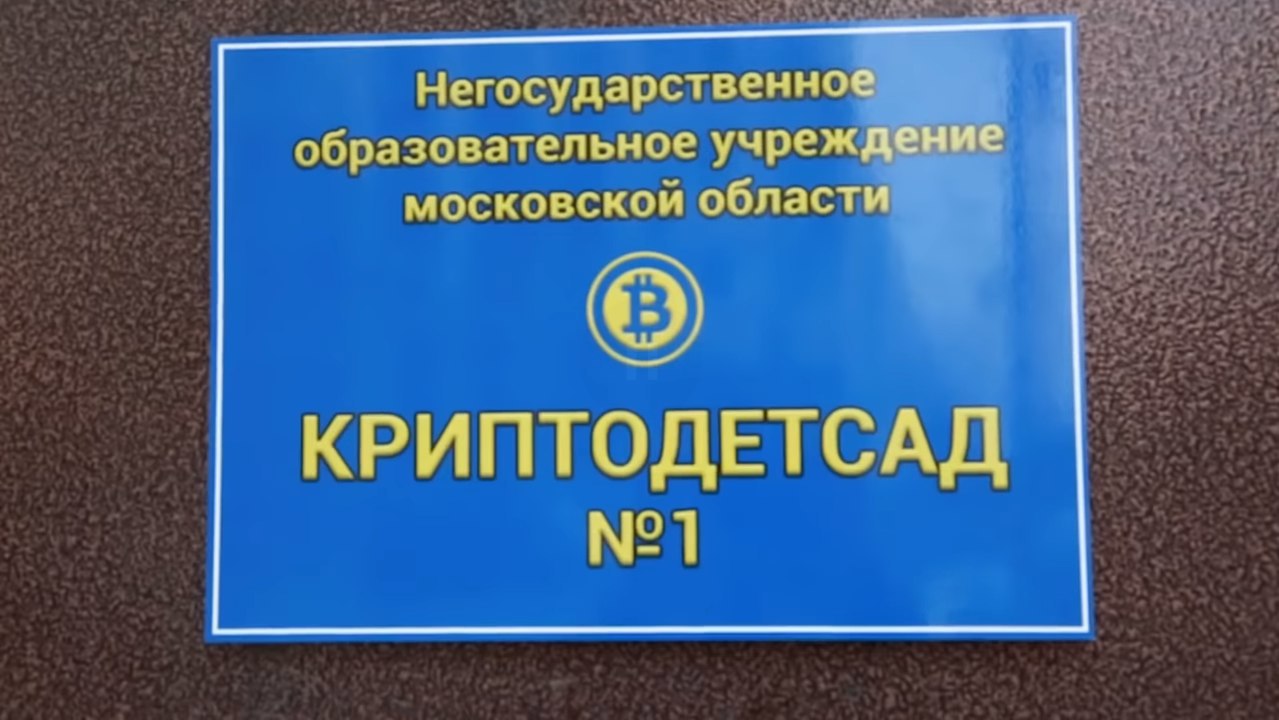 Негосударственное
образовательное учреждение
московской области
КРИПТОДЕТСАД
№1